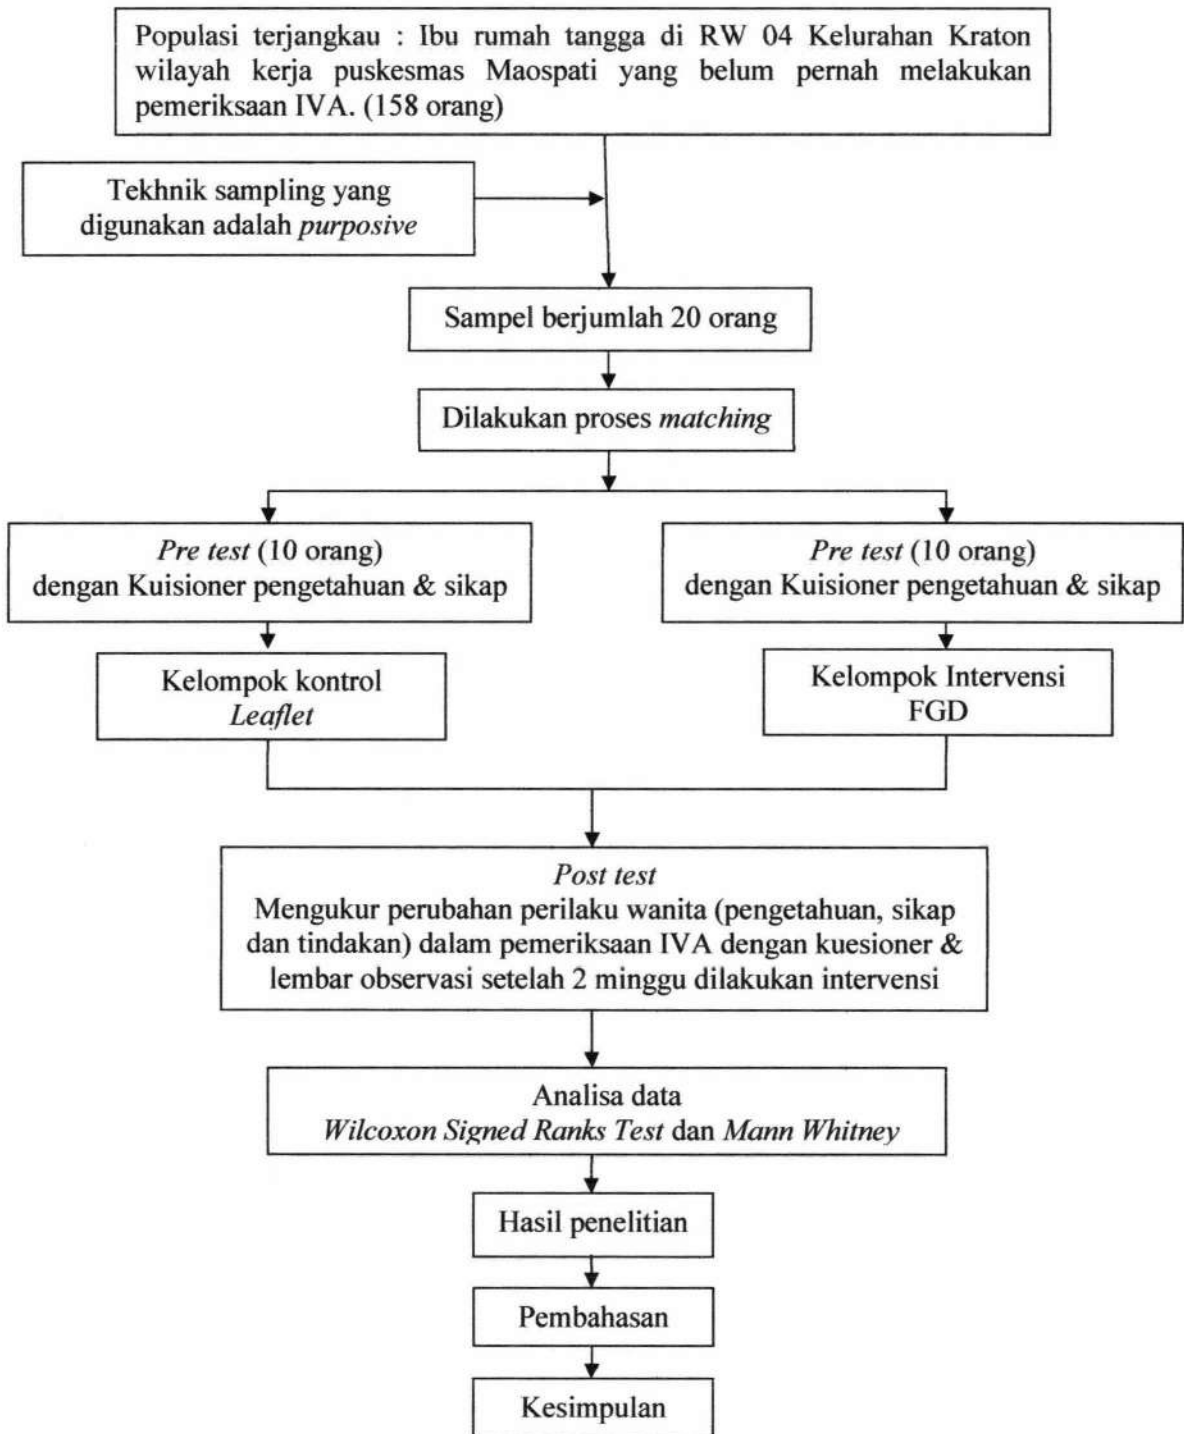 Populasi terjangkau : Ibu rumah tangga di RW 04 Kelurahan Kraton
wilayah kerja puskesmas Maospati yang belum pernah melakukan
pemeriksaan IVA. (158 orang)
Tekhnik sampling yang
digunakan adalah purposive
Sampel berjumlah 20 orang
Dilakukan proses matching
Pre test (10 orang)
dengan Kuisioner pengetahuan & sikap
Pre test (10 orang)
dengan Kuisioner pengetahuan & sikap
Kelompok kontrol
Leaflet
Kelompok Intervensi
FGD
Post test
Mengukur perubahan perilaku wanita (pengetahuan, sikap
dan tindakan) dalam pemeriksaan IVA dengan kuesioner &
lembar observasi setelah 2 minggu dilakukan intervensi
Analisa data
Wilcoxon Signed Ranks Test dan Mann Whitney
Hasil penelitian
Pembahasan
Kesimpulan